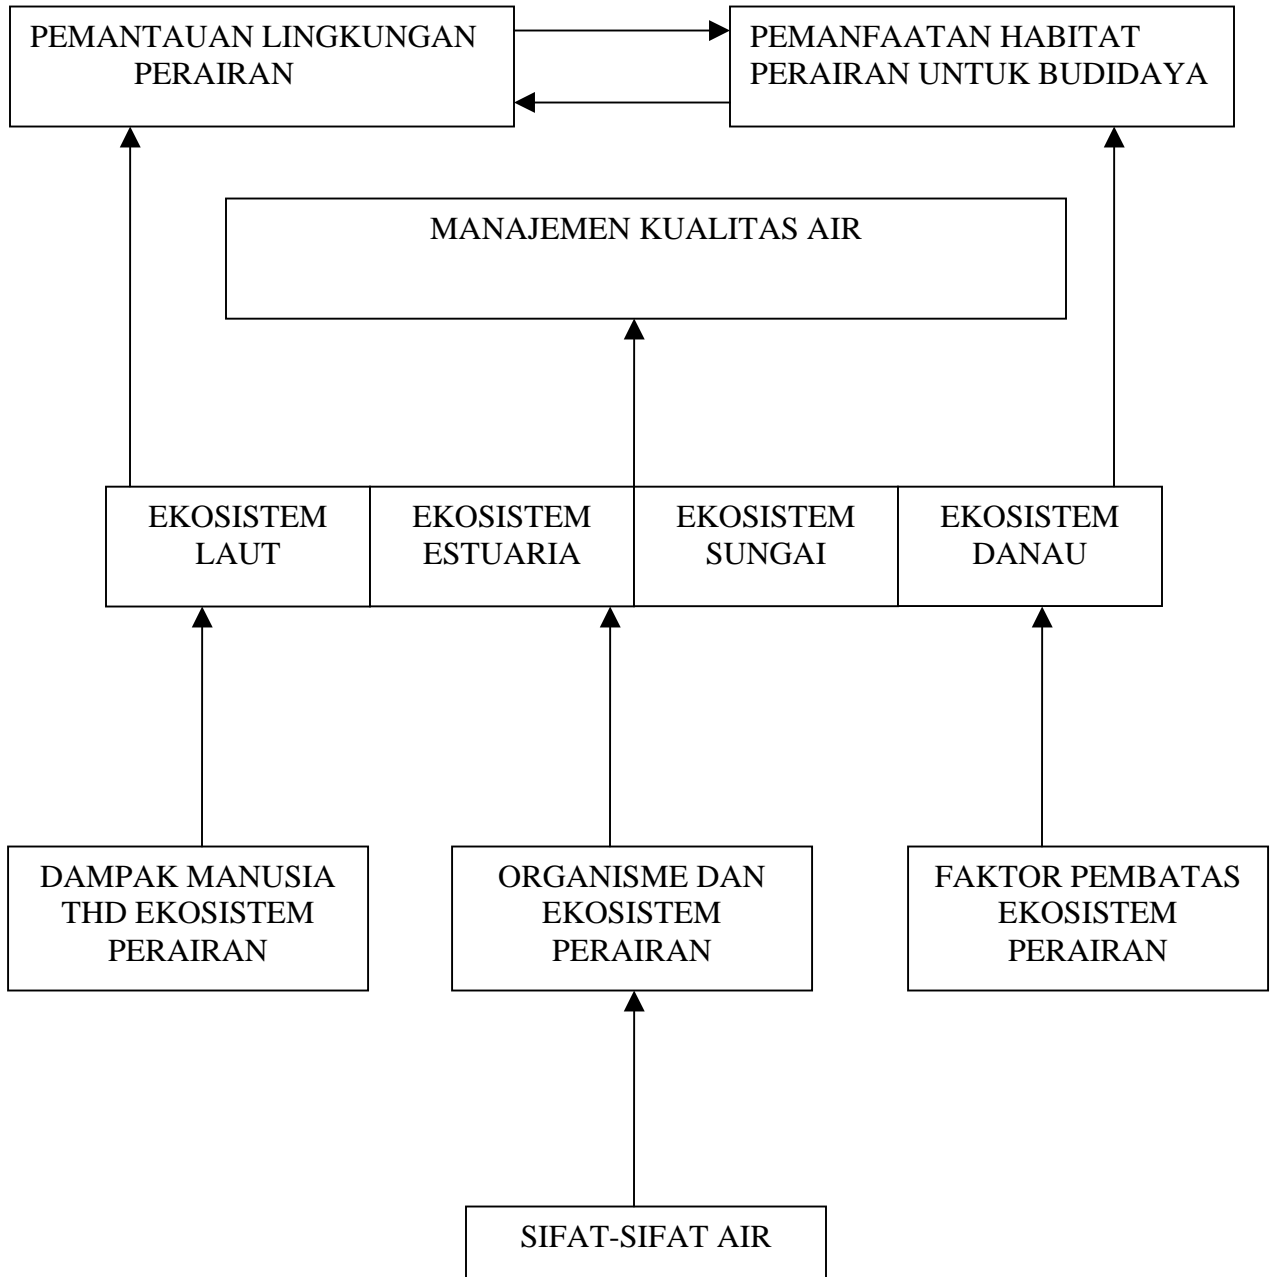 PEMANTAUAN LINGKUNGAN
PERAIRAN
PEMANFAATAN HABITAT
PERAIRAN UNTUK BUDIDAYA
MANAJEMEN KUALITAS AIR
EKOSISTEM
LAUT
EKOSISTEM
ESTUARIA
EKOSISTEM
SUNGAI
EKOSISTEM
DANAU
DAMPAK MANUSIA
THD EKOSISTEM
PERAIRAN
ORGANISME DAN
EKOSISTEM
PERAIRAN
FAKTOR PEMBATAS
EKOSISTEM
PERAIRAN
SIFAT-SIFAT AIR